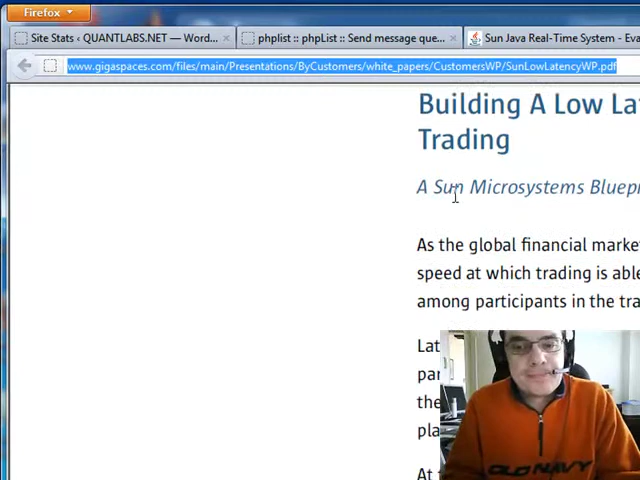 Firefox
Site Stats ‹ QUANTLABS.NET — Word...
phplist :: phpList :: Send message que...
Sun Java Real-Time System - Eva
www.gigaspaces.com/files/main/Presentations/ByCustomers/white_papers/CustomersWP/SunLowLatencyWP.pdf
Building A Low La
Trading
A Sun Microsystems Bluepr
As the global financial marke
speed at which trading is able
among participants in the tra
Lat
par
the
pla
At
OLD NAVY